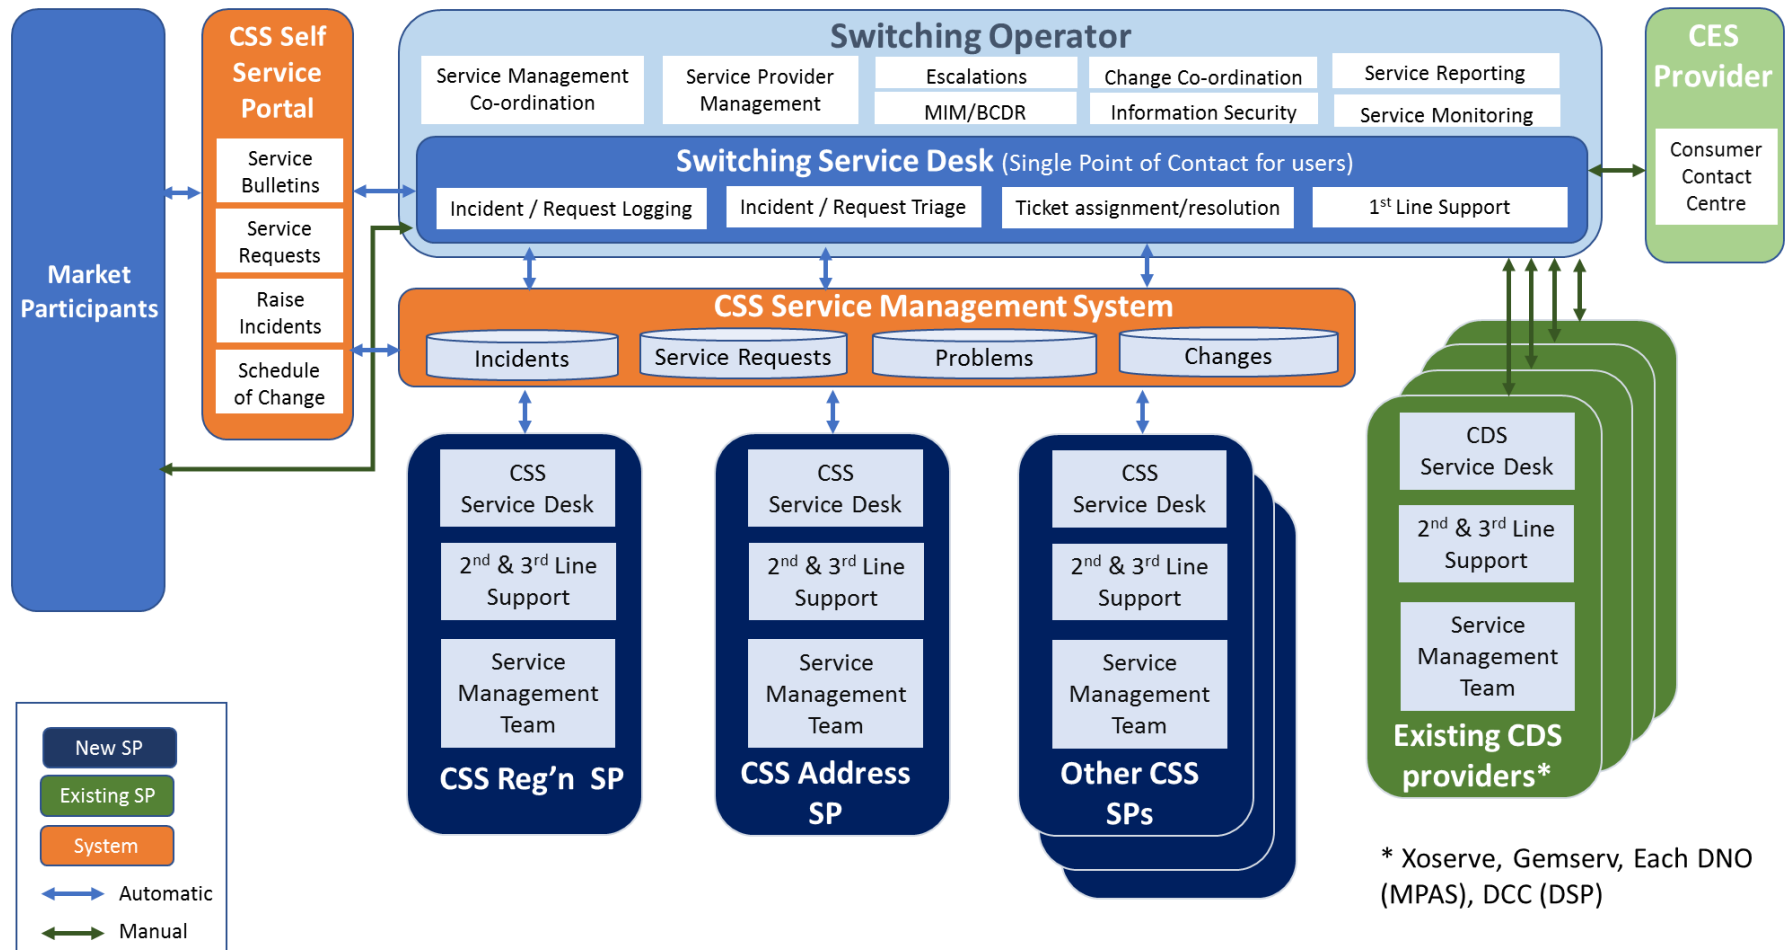 Market
Participants
CSS Self
Service
Portal
Service
Bulletins
Service
Requests
Raise
Incidents
Schedule
of Change
Switching Operator
Service Management
Co-ordination
Service Provider
Management
Escalations
MIM/BCDR
Change Co-ordination
Information Security
Service Reporting
Service Monitoring
Switching Service Desk (Single Point of Contact for users)
Incident / Request Logging
Incident / Request Triage
Ticket assignment/resolution
1st Line Support
CES
Provider
Consumer
Contact
Centre
CSS Service Management System
Incidents
Service Requests
Problems
Changes
CSS
Service Desk
2nd & 3rd Line
Support
Service
Management
Team
CSS Reg’n SP
CSS
Service Desk
2nd & 3rd Line
Support
Service
Management
Team
CSS Address
SP
CSS
Service Desk
2nd & 3rd Line
Support
Service
Management
Team
Other CSS
SPs
CDS
Service Desk
2nd & 3rd Line
Support
Service
Management
Team
Existing CDS
providers*
* Xoserve, Gemserv, Each DNO
(MPAS), DCC (DSP)
New SP
Existing SP
System
Automatic
Manual